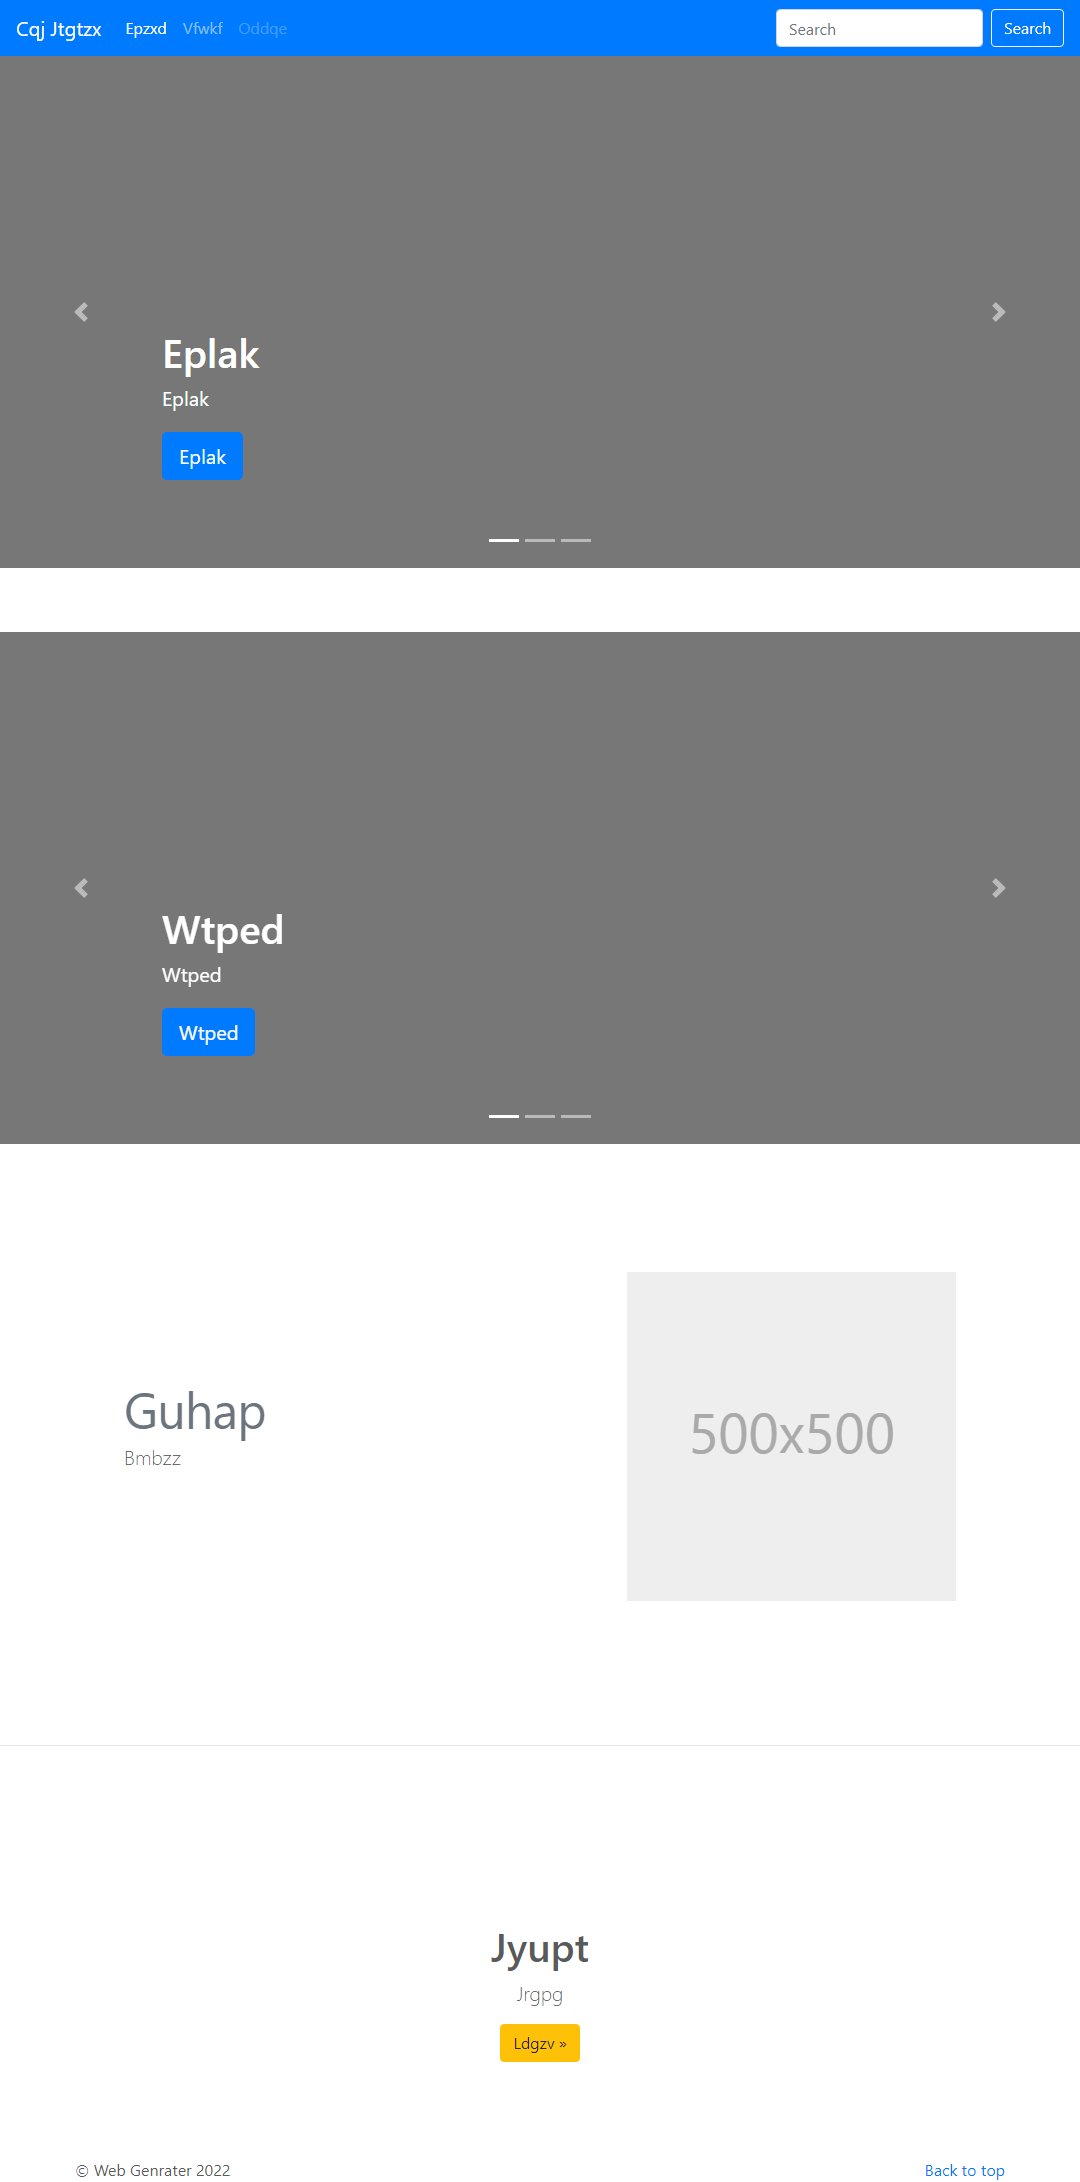 Cqj Jtgtzx Epzxd Vfwkf Oddqe Search Search
Eplak
Eplak
Eplak
Wtped
Wtped
Wtped
Guhap
Bmbzz
500x500
Jyupt
Jrgpg
Ldgzv »
© Web Genrater 2022 Back to top